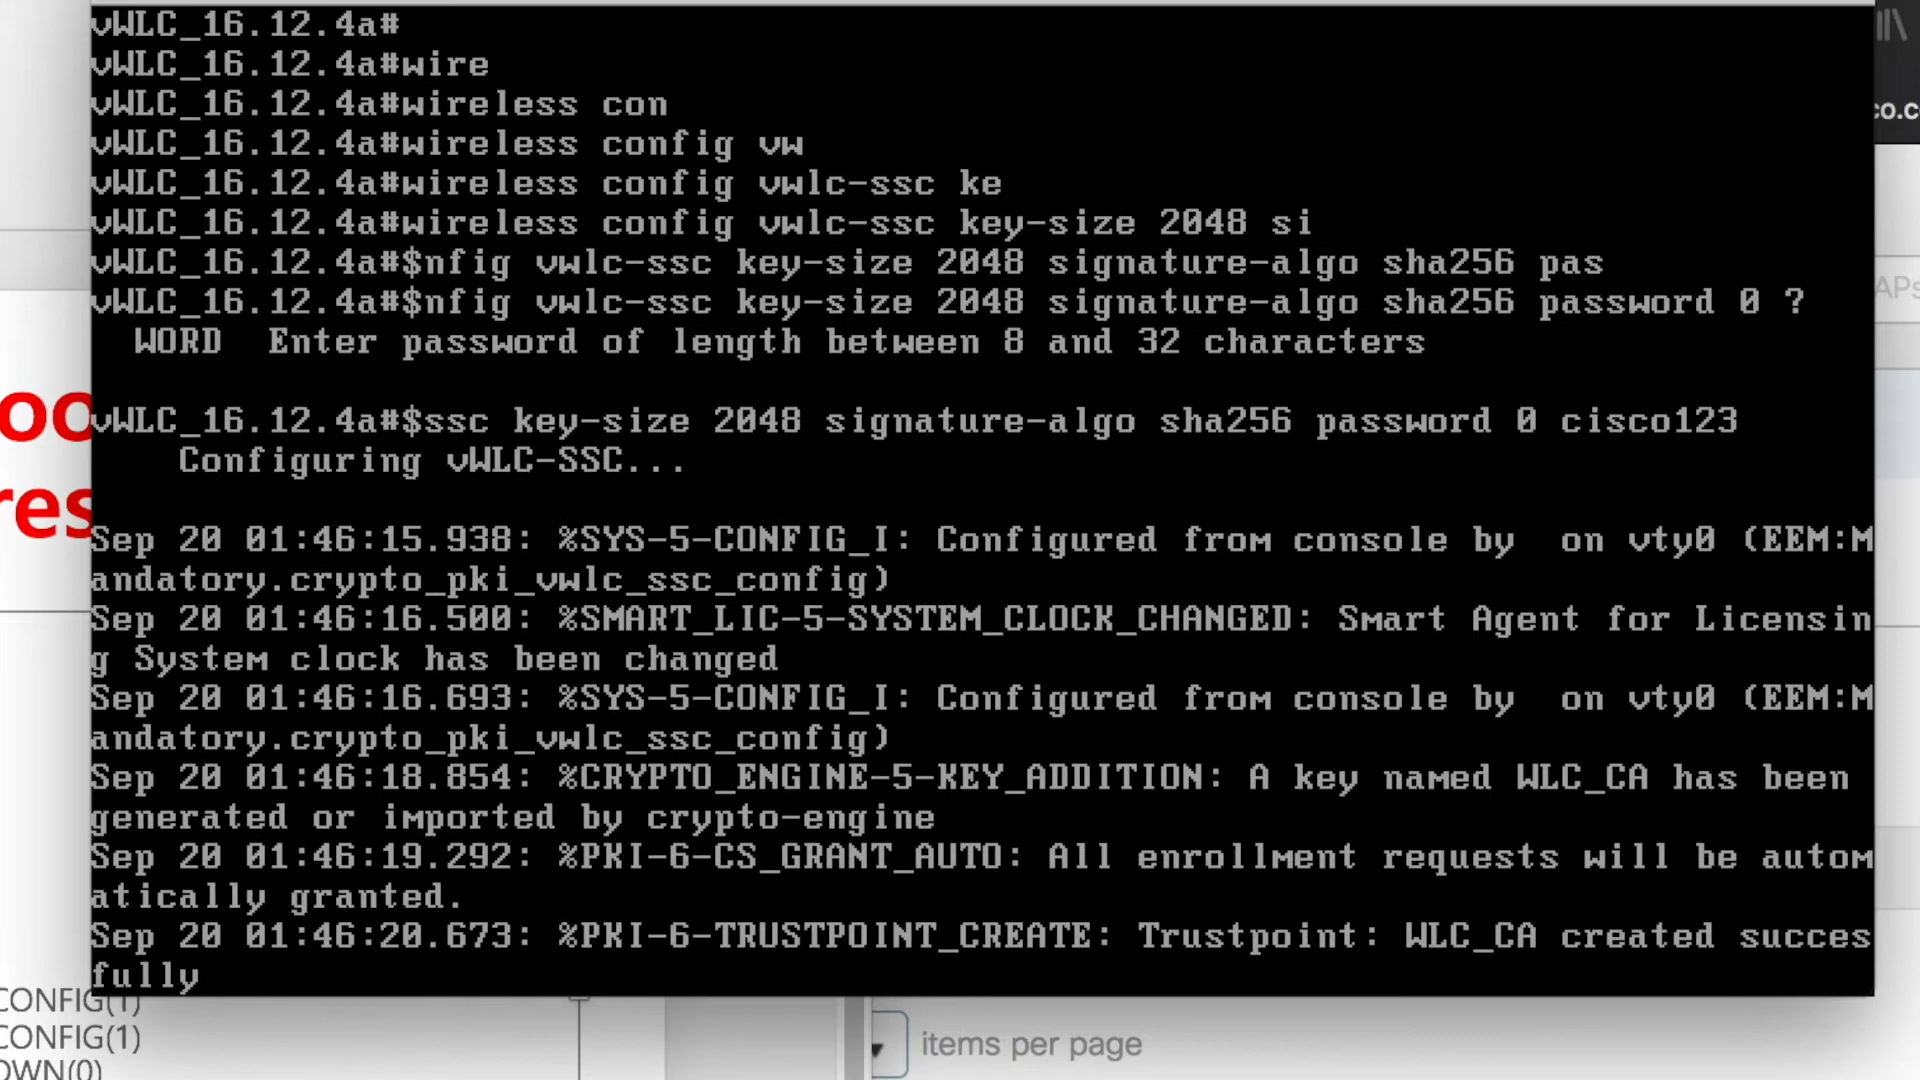 vWLC_16.12.4a#
vWLC_16.12.4a#wire
vWLC_16.12.4a#wireless con
vWLC_16.12.4a#wireless config vw
vWLC_16.12.4a#wireless config vwlc-ssc ke
vWLC_16.12.4a#wireless config vwlc-ssc key-size 2048 si
vWLC_16.12.4a#$nfig vwlc-ssc key-size 2048 signature-algo sha256 pas
vWLC_16.12.4a#$nfig vwlc-ssc key-size 2048 signature-algo sha256 password 0 ?
WORD  Enter password of length between 8 and 32 characters
vWLC_16.12.4a#$ssc key-size 2048 signature-algo sha256 password 0 cisco123
Configuring vWLC-SSC...
Sep 20 01:46:15.938: %SYS-5-CONFIG_I: Configured from console by  on vty0 (EEM:M
andatory.crypto_pki_vwlc_ssc_config)
Sep 20 01:46:16.500: %SMART_LIC-5-SYSTEM_CLOCK_CHANGED: Smart Agent for Licensin
g System clock has been changed
Sep 20 01:46:16.693: %SYS-5-CONFIG_I: Configured from console by  on vty0 (EEM:M
andatory.crypto_pki_vwlc_ssc_config)
Sep 20 01:46:18.854: %CRYPTO_ENGINE-5-KEY_ADDITION: A key named WLC_CA has been
generated or imported by crypto-engine
Sep 20 01:46:19.292: %PKI-6-CS_GRANT_AUTO: All enrollment requests will be autom
atically granted.
Sep 20 01:46:20.673: %PKI-6-TRUSTPOINT_CREATE: Trustpoint: WLC_CA created succes
fully
oo
res
CONFIG(1)
CONFIG(1)
OWN(0)
co.c
APs
items per page